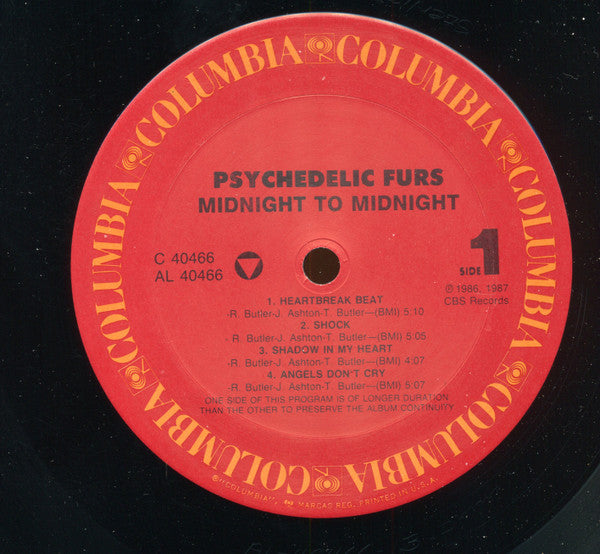 COLUMBIA COLUMBIA COLUMBIA COLUMBIA COLUMBIA COLUMBIA
PSYCHEDELIC FURS
MIDNIGHT TO MIDNIGHT
C 40466
AL 40466
SIDE 1
℗ 1986, 1987
CBS Records
1. HEARTBREAK BEAT
-R. Butler-J. Ashton-T. Butler-(BMI) 5:10
2. SHOCK
- R. Butler-J. Ashton-T. Butler-(BMI) 5:05
3. SHADOW IN MY HEART
-R. Butler-J. Ashton-T. Butler-(BMI) 4:07
4. ANGELS DON'T CRY
-R. Butler-J. Ashton-T. Butler-(BMI) 5:07
ONE SIDE OF THIS PROGRAM IS OF LONGER DURATION
THAN THE OTHER TO PRESERVE THE ALBUM CONTINUITY
"COLUMBIA", MARCAS REG. PRINTED IN U.S.A.